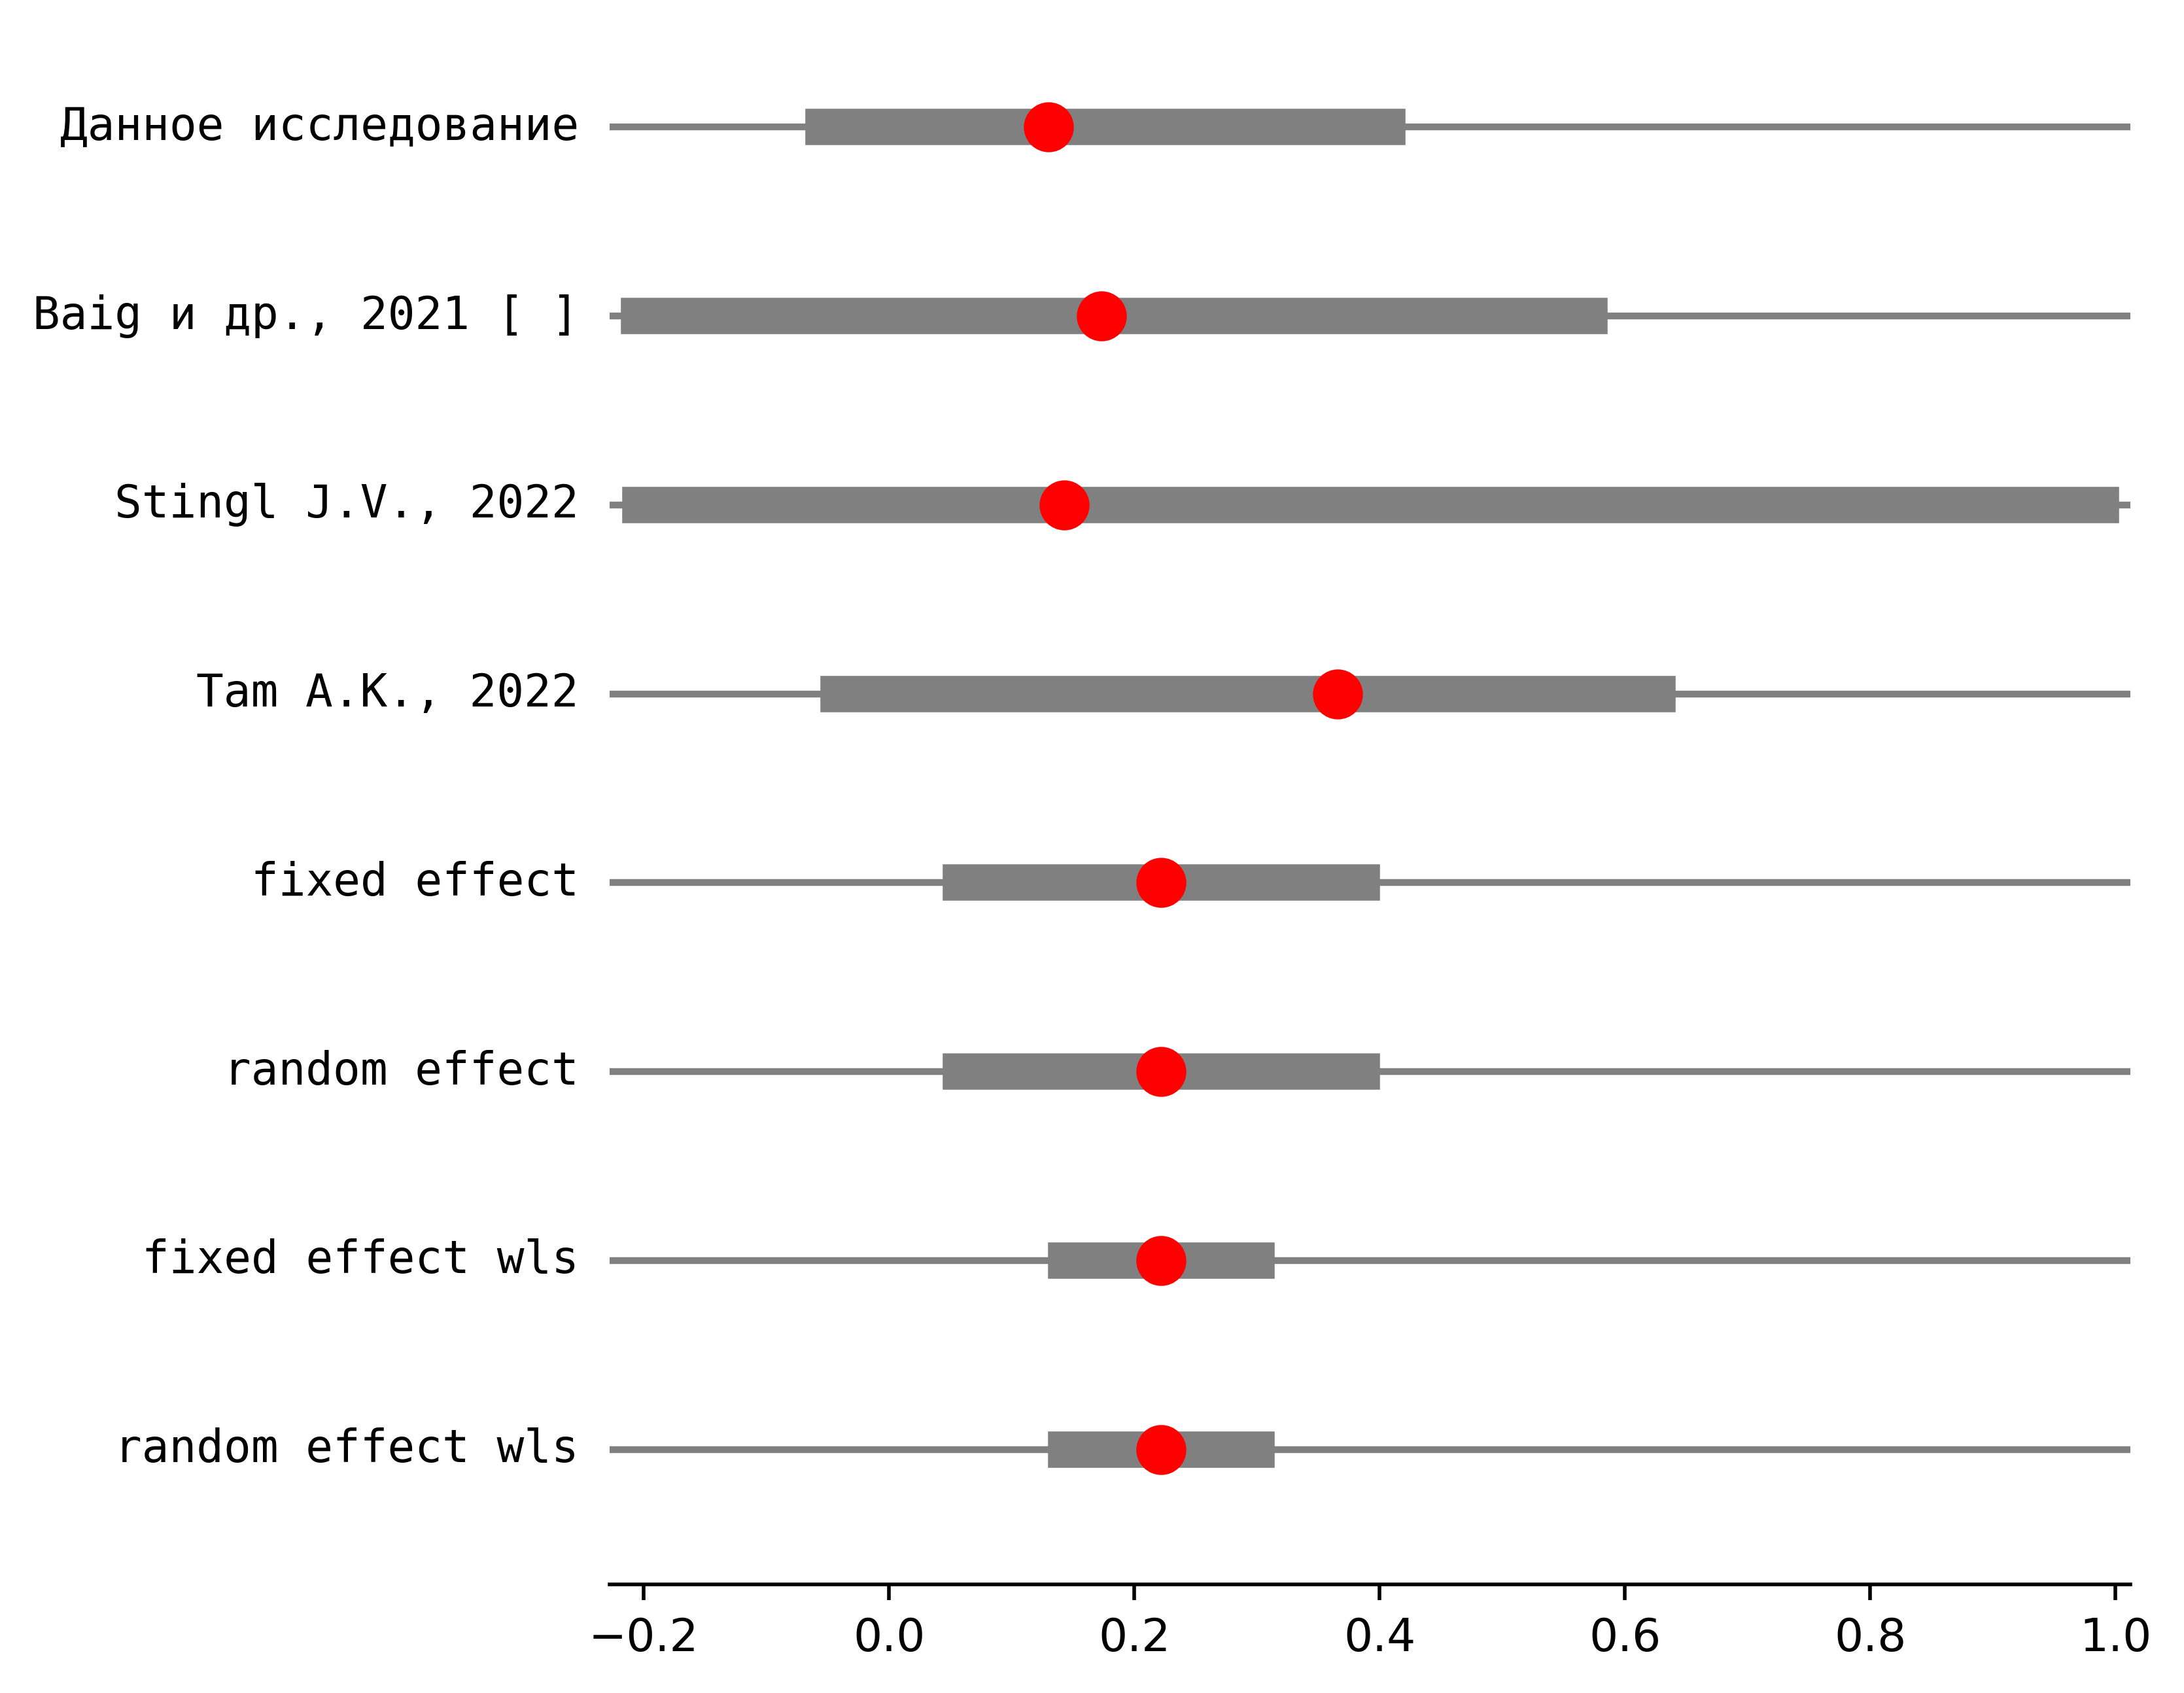 Данное исследование
Baig и др., 2021 [ ]
Stingl J.V., 2022
Tam A.K., 2022
fixed effect
random effect
fixed effect wls
random effect wls
−0.2 0.0 0.2 0.4 0.6 0.8 1.0